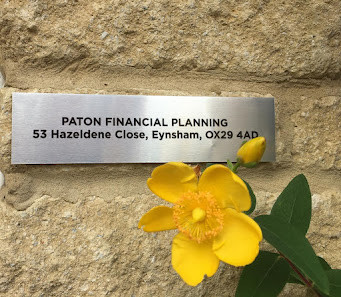 PATON FINANCIAL PLANNING
53 Hazeldene Close, Eynsham, OX29 4AD